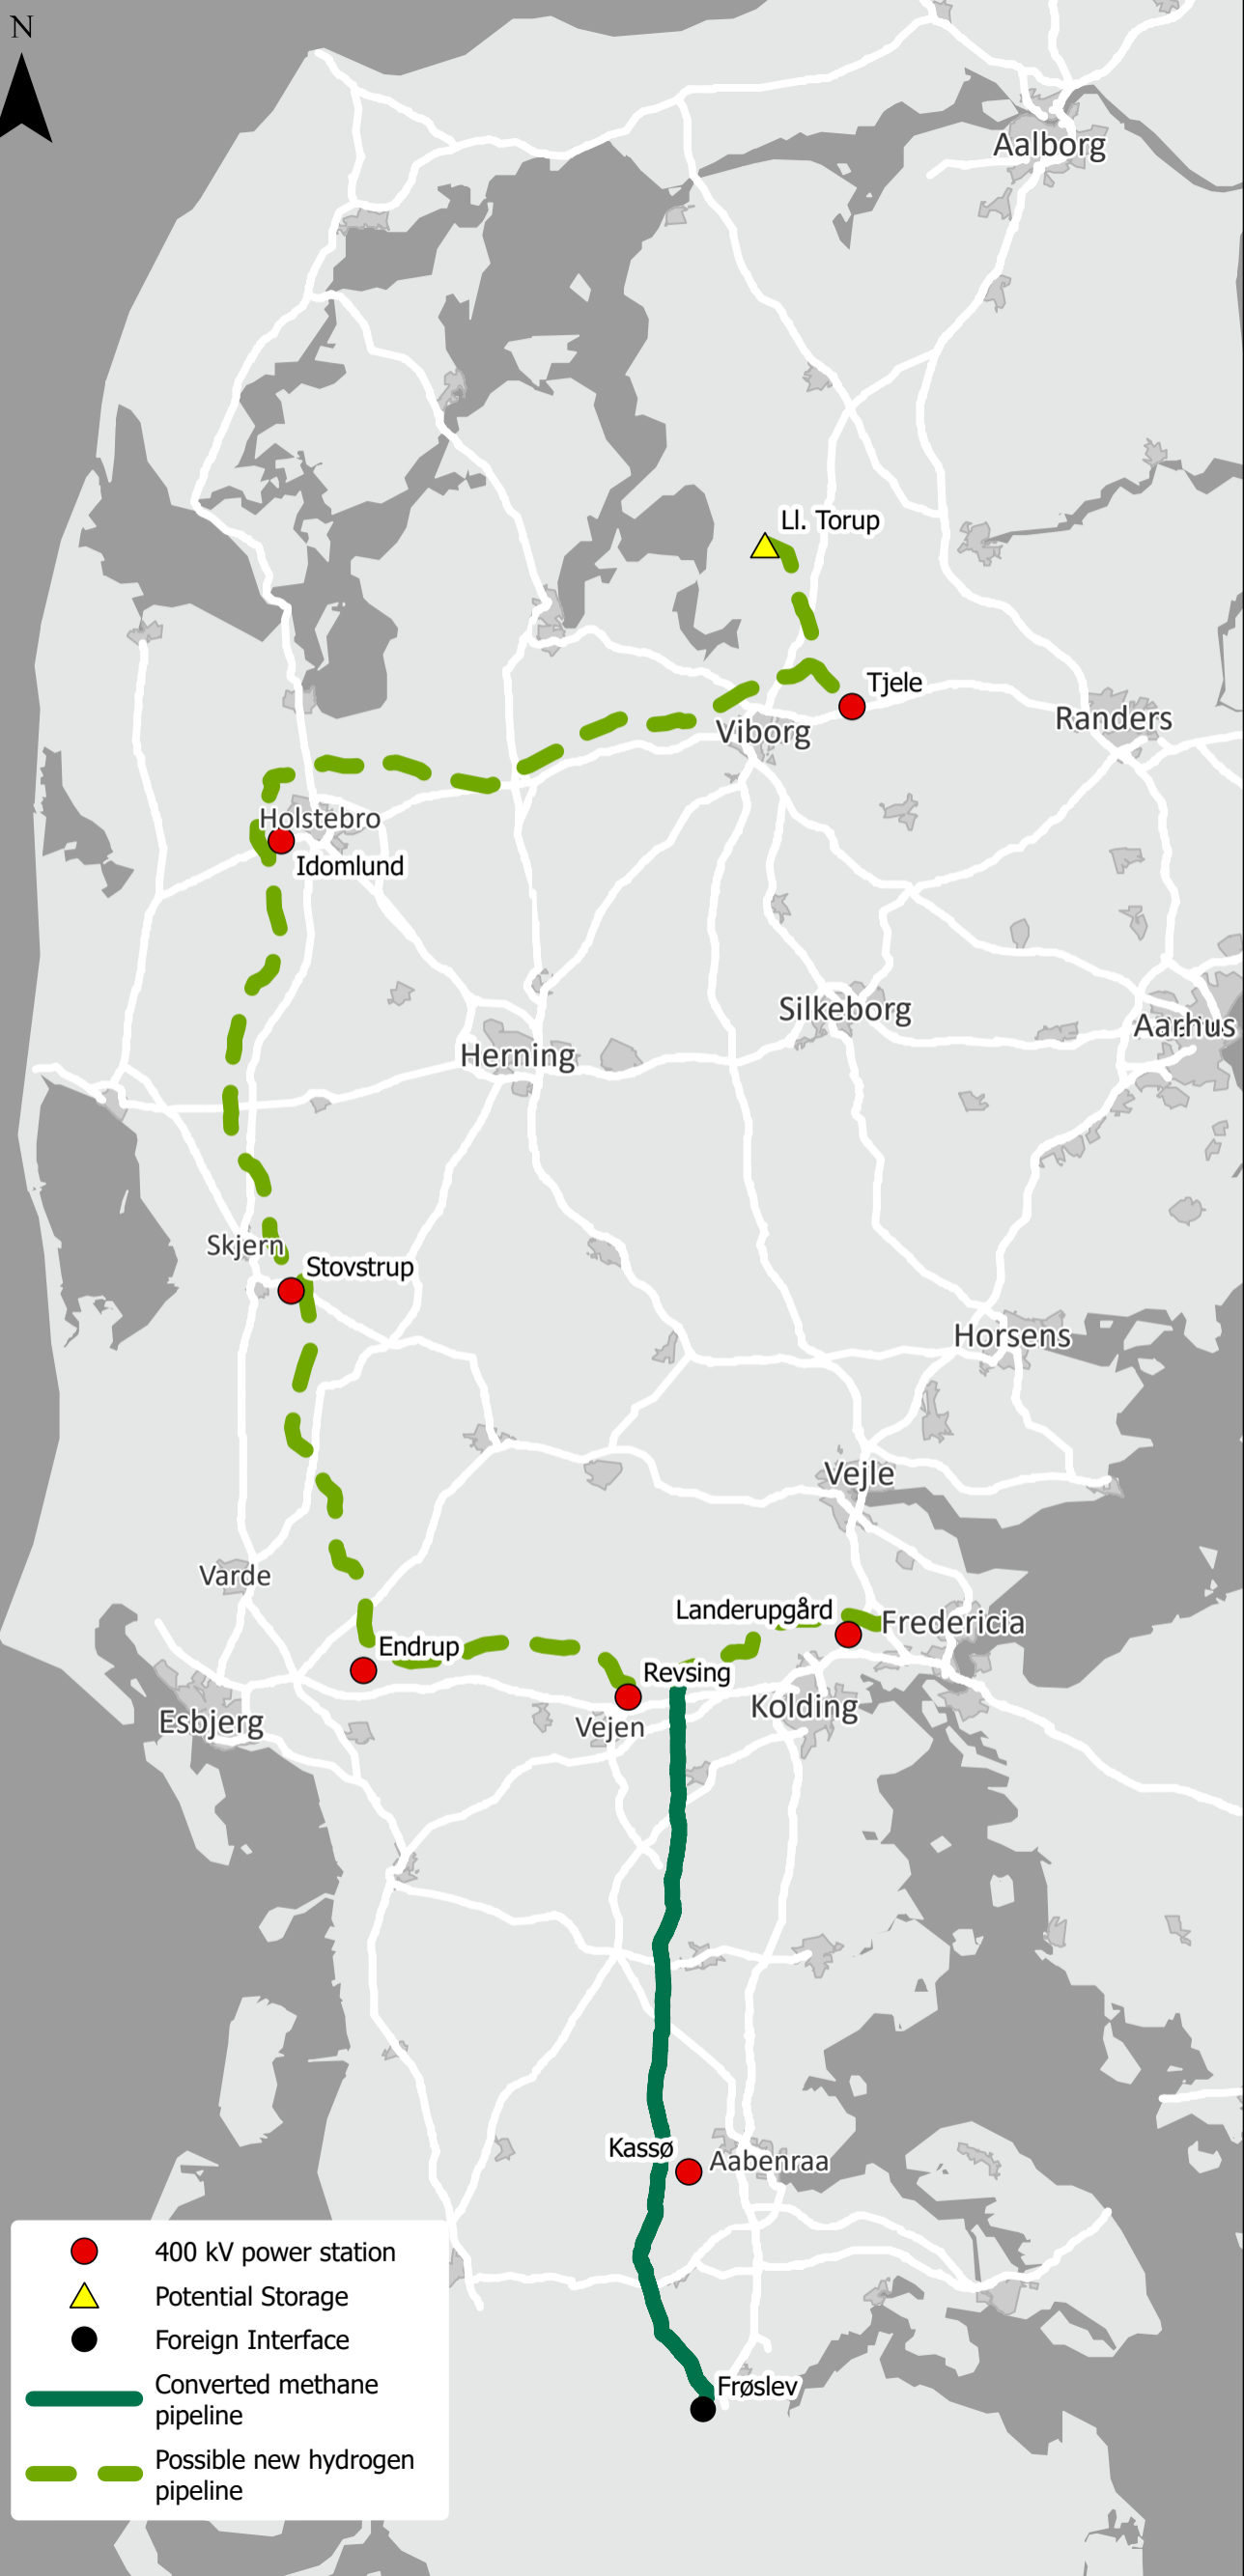 N
Aalborg
Ll. Torup
Tjele
Randers
Viborg
Holstebro
Idomlund
Silkeborg
Aarhus
Herning
Skjern
Stovstrup
Horsens
Vejle
Varde
Landerupgård
Fredericia
Endrup
Revsing
Kolding
Esbjerg
Vejen
Kassø
Aabenraa
400 kV power station
Potential Storage
Foreign Interface
Converted methane
pipeline
Frøslev
Possible new hydrogen
pipeline